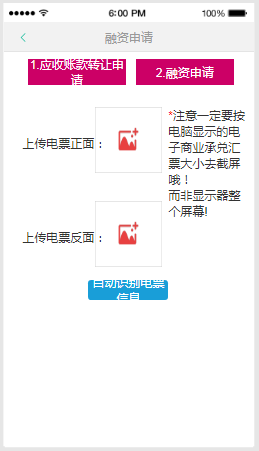 6:00 PM
100%
融资申请
1.应收账款转让申
请
2.融资申请
上传电票正面：
*注意一定要按
电脑显示的电
子商业承兑汇
票大小去截屏
哦！
而非显示器整
个屏幕!
上传电票反面：
自动识别电票
信息